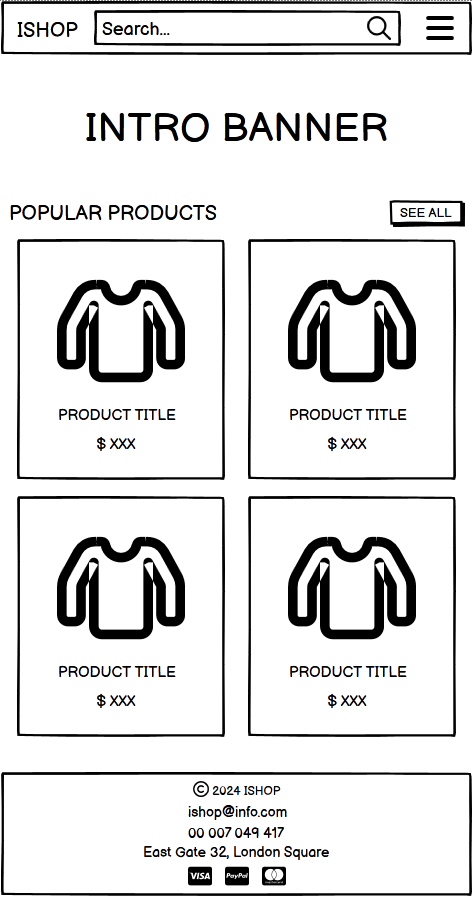 ISHOP Search...
INTRO BANNER
POPULAR PRODUCTS SEE ALL
PRODUCT TITLE PRODUCT TITLE
$ XXX $ XXX
PRODUCT TITLE PRODUCT TITLE
$ XXX $ XXX
© 2024 ISHOP
ishop@info.com
00 007 049 417
East Gate 32, London Square
VISA PayPal